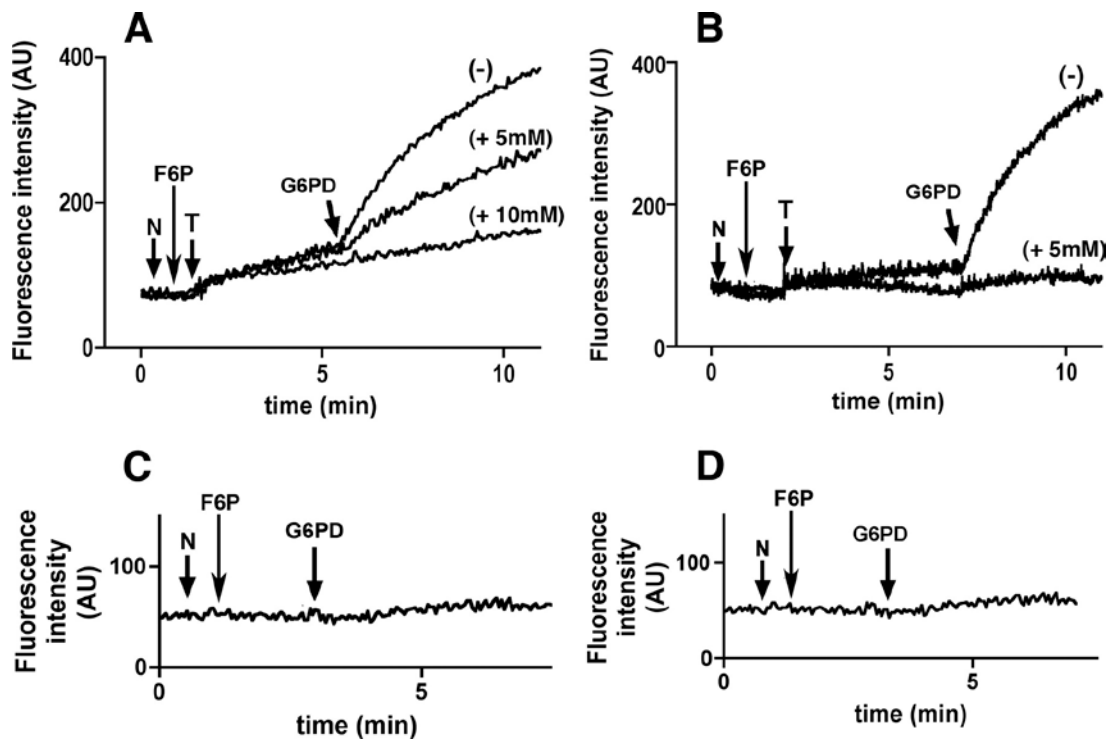 A
Fluorescence intensity (AU)
400
200
0
N
F6P
T
G6PD
(-)
(+ 5mM)
(+ 10mM)
0
5
10
time (min)
B
Fluorescence intensity (AU)
400
200
0
N
F6P
T
G6PD
(-)
(+ 5mM)
0
5
10
time (min)
C
Fluorescence
intensity
(AU)
100
0
N
F6P
G6PD
0
5
time (min)
D
Fluorescence
intensity
(AU)
100
0
N
F6P
G6PD
0
5
time (min)